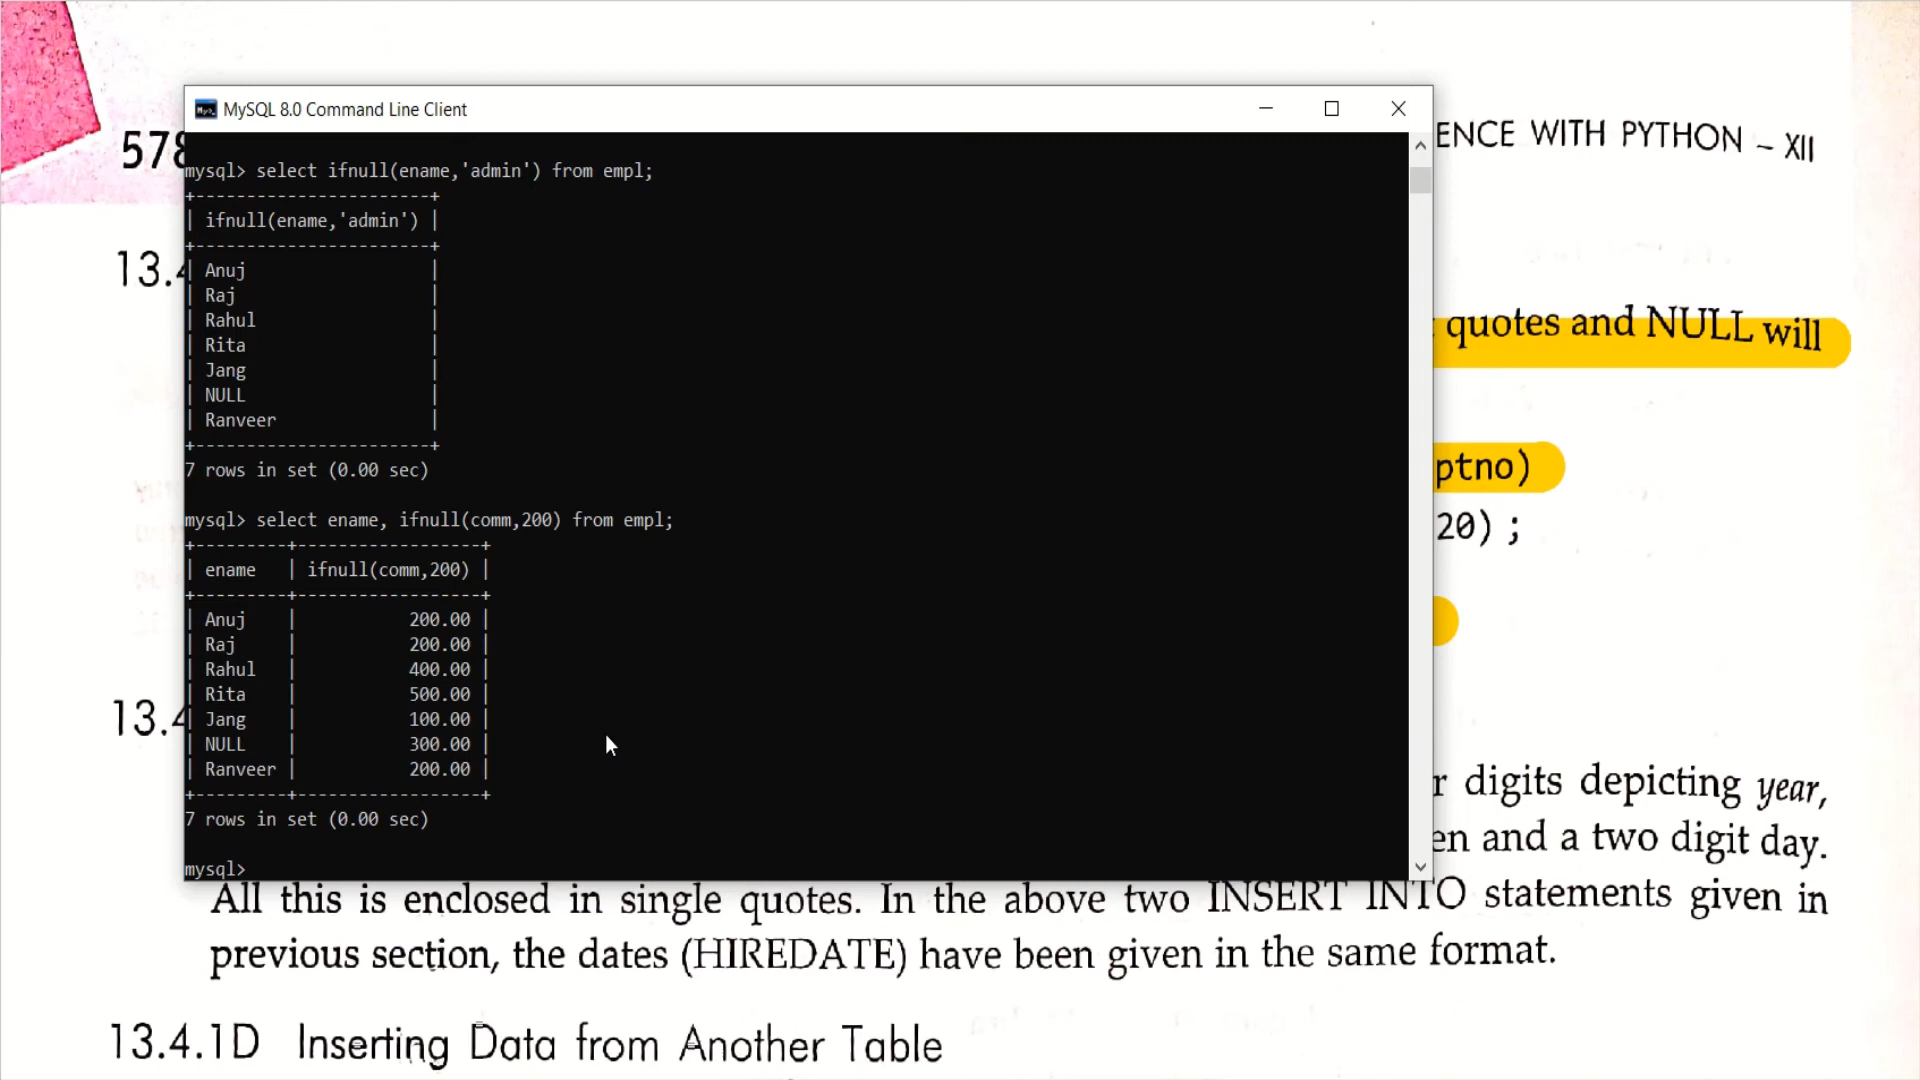 MySQL 8.0 Command Line Client
578
ENCE WITH PYTHON – XII
mysql> select ifnull(ename,'admin') from empl;
+-----------------------+
| ifnull(ename,'admin') |
+-----------------------+
| Anuj                  |
| Raj                   |
| Rahul                 |
| Rita                  |
| Jang                  |
| NULL                  |
| Ranveer               |
+-----------------------+
7 rows in set (0.00 sec)
mysql> select ename, ifnull(comm,200) from empl;
+---------+------------------+
| ename   | ifnull(comm,200) |
+---------+------------------+
| Anuj    |           200.00 |
| Raj     |           200.00 |
| Rahul   |           400.00 |
| Rita    |           500.00 |
| Jang    |           100.00 |
| NULL    |           300.00 |
| Ranveer |           200.00 |
+---------+------------------+
7 rows in set (0.00 sec)
mysql>
13.4
quotes and NULL will
ptno)
20) ;
13.4
r digits depicting year,
en and a two digit day.
All this is enclosed in single quotes. In the above two INSERT INTO statements given in
previous section, the dates (HIREDATE) have been given in the same format.
13.4.1D Inserting Data from Another Table